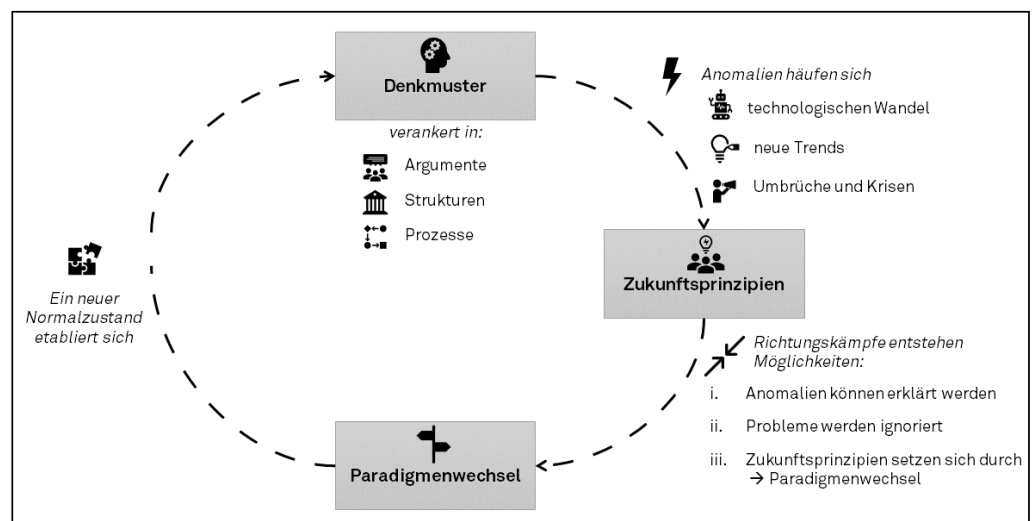 Denkmuster
verankert in:
Argumente
Strukturen
Prozesse
Anomalien häufen sich
technologischen Wandel
neue Trends
Umbrüche und Krisen
Zukunftsprinzipien
Richtungskämpfe entstehen
Möglichkeiten:
i. Anomalien können erklärt werden
ii. Probleme werden ignoriert
iii. Zukunftsprinzipien setzen sich durch
→ Paradigmenwechsel
Paradigmenwechsel
Ein neuer
Normalzustand
etabliert sich